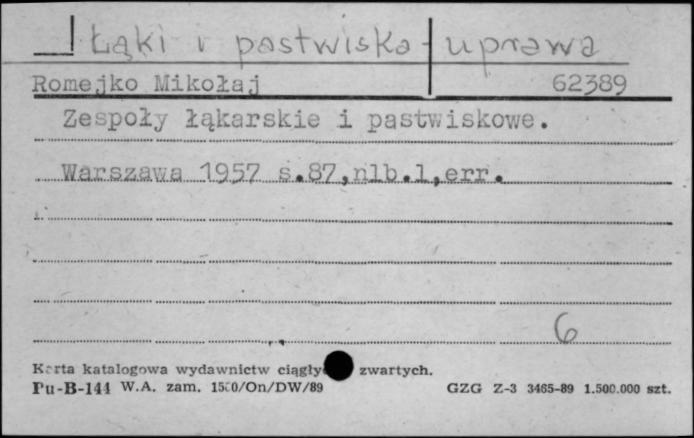 Łąki i pastwiska - uprawa
Romejko Mikołaj 62389
Zespoły łąkarskie i pastwiskowe.
Warszawa 1957 s.87,nlb.1,err.
6
Karta katalogowa wydawnictw zwartych.
Pu-B-144 W.A. zam. 1500/On/DW/89 GZG Z-3 3465-89 1.500.000 szt.